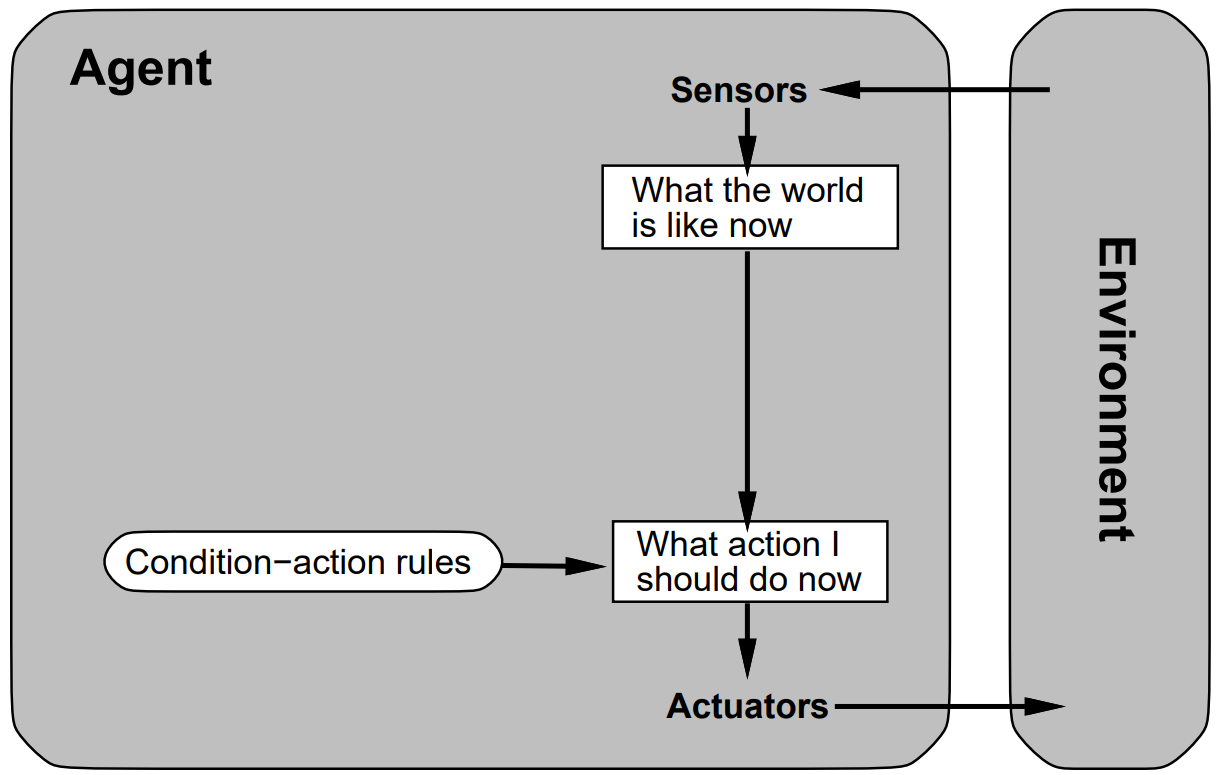 Agent
Sensors
What the world
is like now
Environment
Condition−action rules
What action I
should do now
Actuators